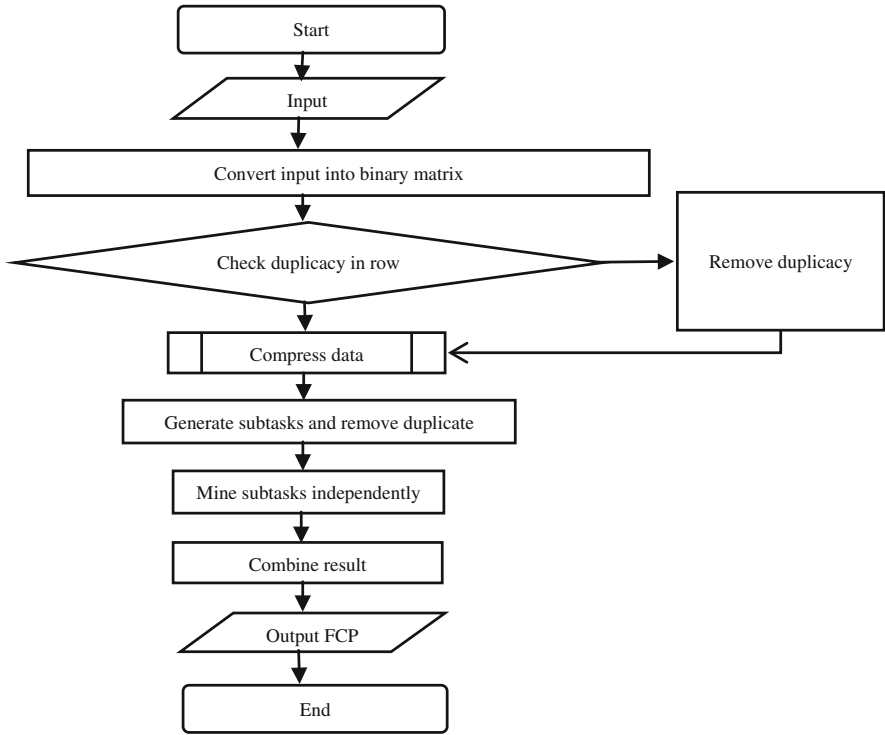 Start
Input
Convert input into binary matrix
Check duplicacy in row
Remove duplicacy
Compress data
Generate subtasks and remove duplicate
Mine subtasks independently
Combine result
Output FCP
End